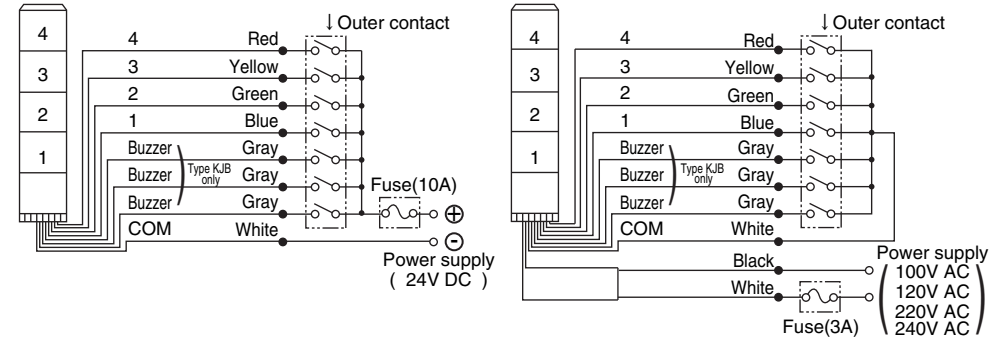 ↓Outer contact
4
4 Red
3
3 Yellow
2
2 Green
1
1 Blue
Buzzer Gray
Buzzer Type KJB only Gray
Buzzer Gray
Fuse(10A)
⊕
COM White
⊖
Power supply
( 24V DC )
↓Outer contact
4
4 Red
3
3 Yellow
2
2 Green
1
1 Blue
Buzzer Gray
Buzzer Type KJB only Gray
Buzzer Gray
COM White
Black
White
Fuse(3A)
Power supply
100V AC
120V AC
220V AC
240V AC